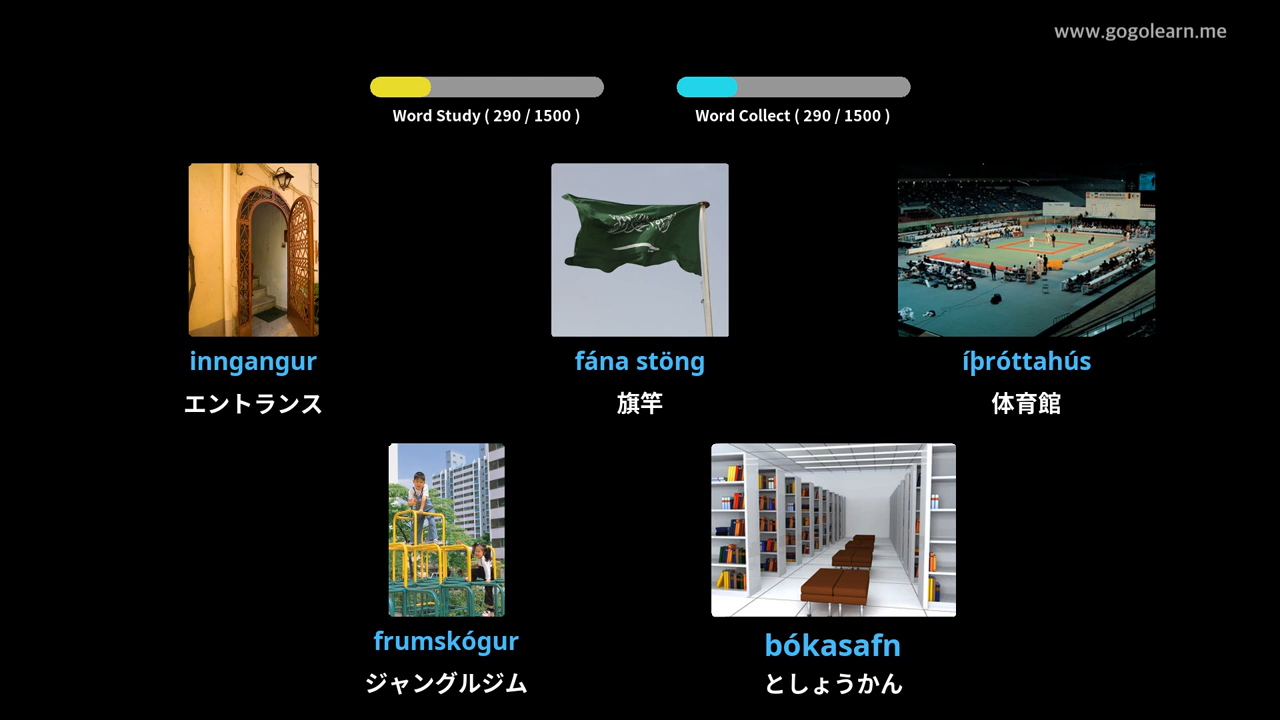 www.gogolearn.me
Word Study ( 290 / 1500 )
Word Collect ( 290 / 1500 )
inngangur
エントランス
fána stöng
旗竿
íþróttahús
体育館
frumskógur
ジャングルジム
bókasafn
としょうかん